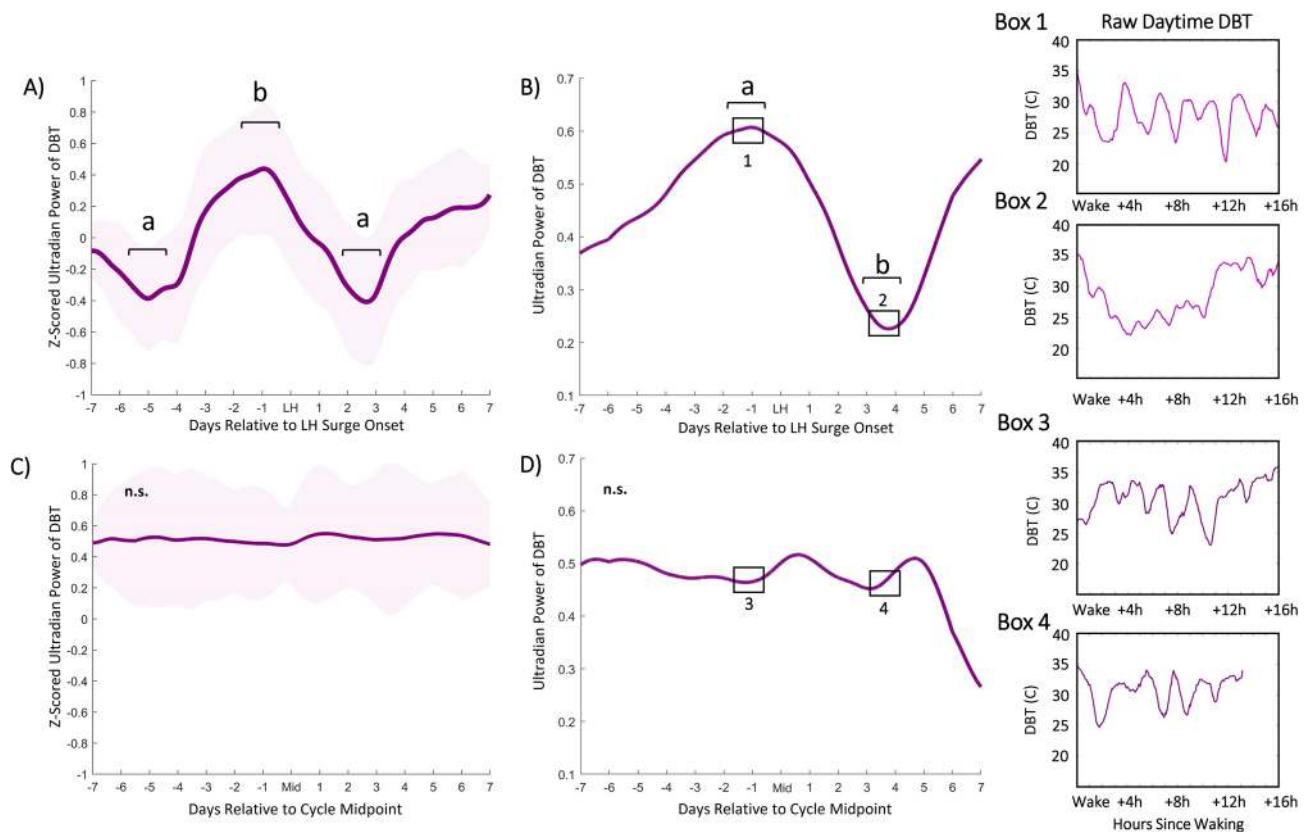 A)
Z-Scored Ultradian Power of DBT
1
0.8
0.6
0.4
0.2
0
-0.2
-0.4
-0.6
-0.8
-1
a
b
a
-7 -6 -5 -4 -3 -2 -1 LH 1 2 3 4 5 6 7
Days Relative to LH Surge Onset
B)
Ultradian Power of DBT
0.7
0.6
0.5
0.4
0.3
0.2
0.1
a
1
b
2
-7 -6 -5 -4 -3 -2 -1 LH 1 2 3 4 5 6 7
Days Relative to LH Surge Onset
C)
n.s.
Z-Scored Ultradian Power of DBT
1
0.8
0.6
0.4
0.2
0
-0.2
-0.4
-0.6
-0.8
-1
-7 -6 -5 -4 -3 -2 -1 Mid 1 2 3 4 5 6 7
Days Relative to Cycle Midpoint
D)
n.s.
Ultradian Power of DBT
0.7
0.6
0.5
0.4
0.3
0.2
0.1
3
4
-7 -6 -5 -4 -3 -2 -1 Mid 1 2 3 4 5 6 7
Days Relative to Cycle Midpoint
Box 1 Raw Daytime DBT
DBT (C)
40
35
30
25
20
Wake +4h +8h +12h +16h
Box 2
DBT (C)
40
35
30
25
20
Wake +4h +8h +12h +16h
Box 3
DBT (C)
40
35
30
25
20
Wake +4h +8h +12h +16h
Box 4
DBT (C)
40
35
30
25
20
Wake +4h +8h +12h +16h
Hours Since Waking